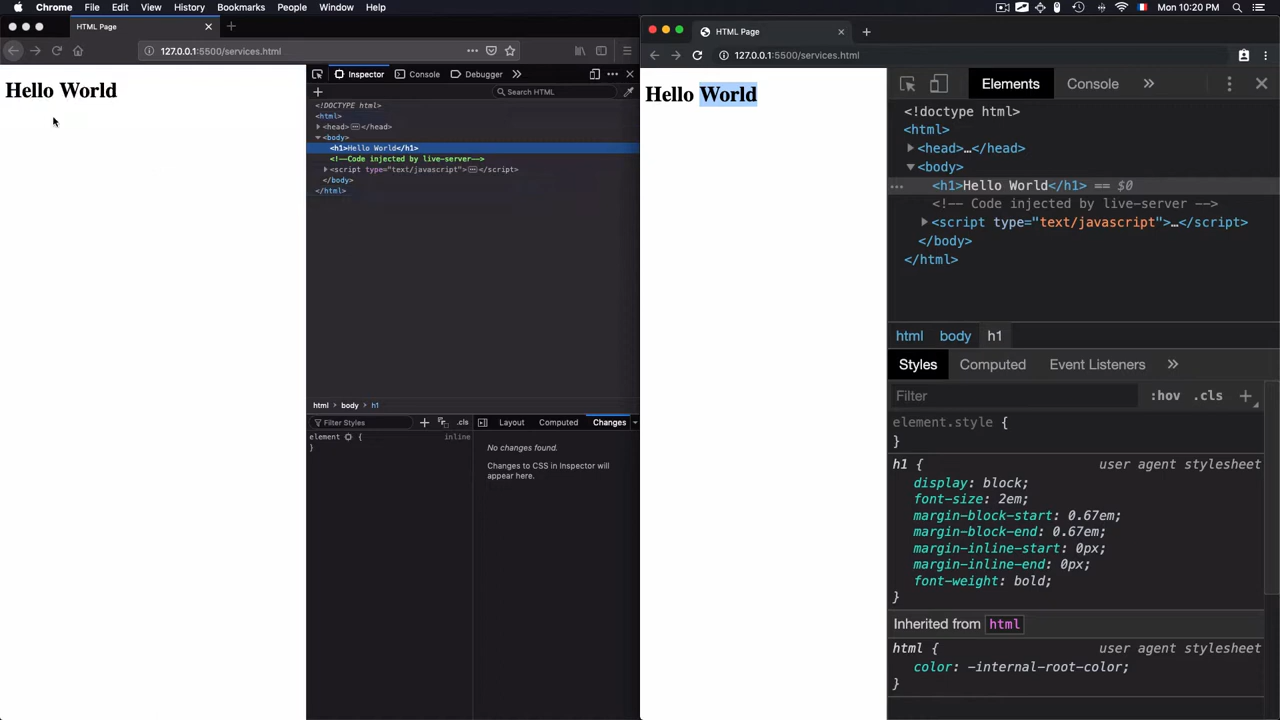 Chrome File Edit View History Bookmarks People Window Help Mon 10:20 PM
HTML Page
127.0.0.1:5500/services.html
Hello World
Inspector Console Debugger
Search HTML
<!DOCTYPE html>
<html>
<head> </head>
<body>
<h1>Hello World</h1>
<!--Code injected by live-server-->
<script type="text/javascript"> </script>
</body>
</html>
html body h1
Filter Styles .cls Layout Computed Changes
element { inline
}
No changes found.
Changes to CSS in Inspector will
appear here.
HTML Page
127.0.0.1:5500/services.html
Hello World
Elements Console
<!doctype html>
<html>
<head>…</head>
<body>
<h1>Hello World</h1> == $0
<!-- Code injected by live-server -->
<script type="text/javascript">…</script>
</body>
</html>
html body h1
Styles Computed Event Listeners
Filter :hov .cls
element.style {
}
h1 { user agent stylesheet
display: block;
font-size: 2em;
margin-block-start: 0.67em;
margin-block-end: 0.67em;
margin-inline-start: 0px;
margin-inline-end: 0px;
font-weight: bold;
}
Inherited from html
html { user agent stylesheet
color: -internal-root-color;
}